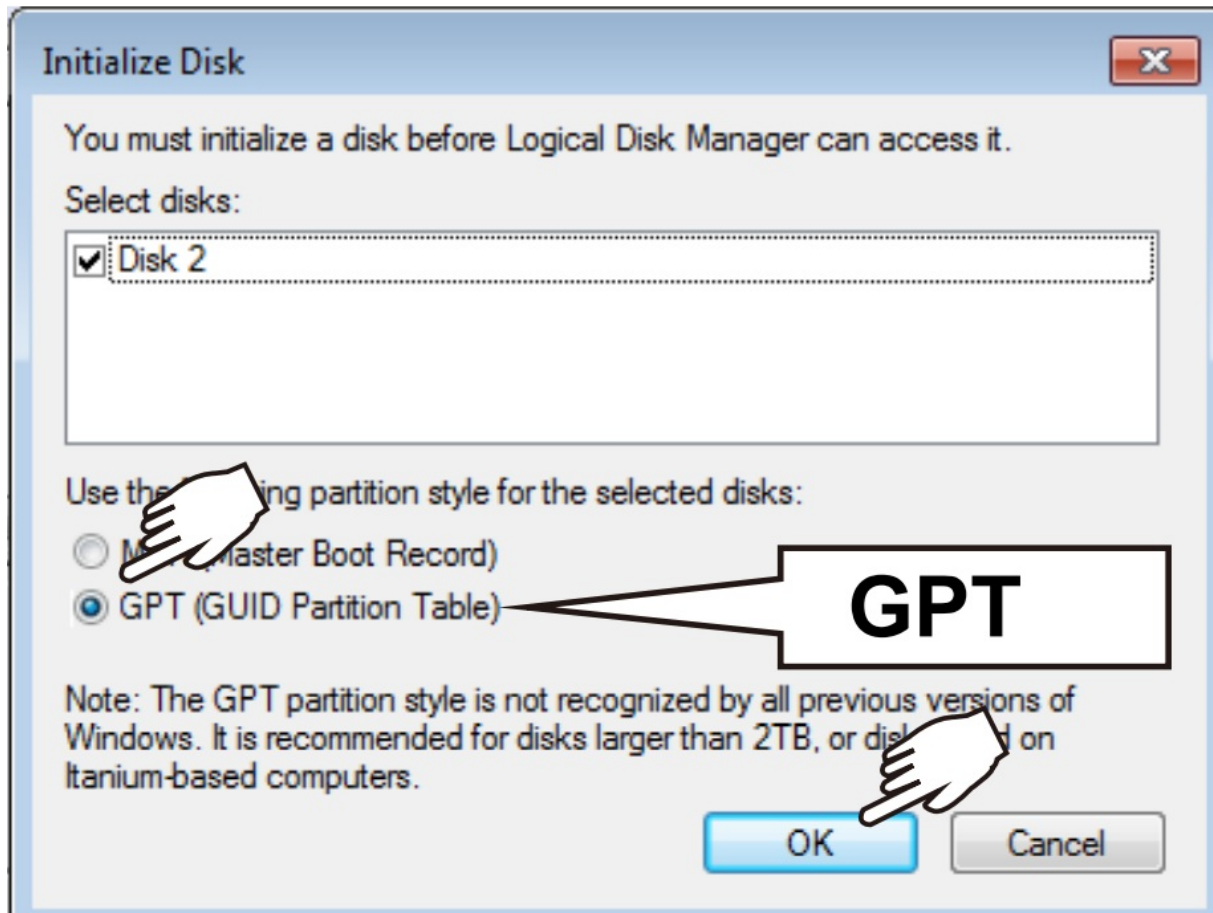 Initialize Disk
You must initialize a disk before Logical Disk Manager can access it.
Select disks:
Disk 2
Use the ing partition style for the selected disks:
(Master Boot Record)
GPT (GUID Partition Table)
GPT
Note: The GPT partition style is not recognized by all previous versions of
Windows. It is recommended for disks larger than 2TB, or on
Itanium-based computers.
OK
Cancel